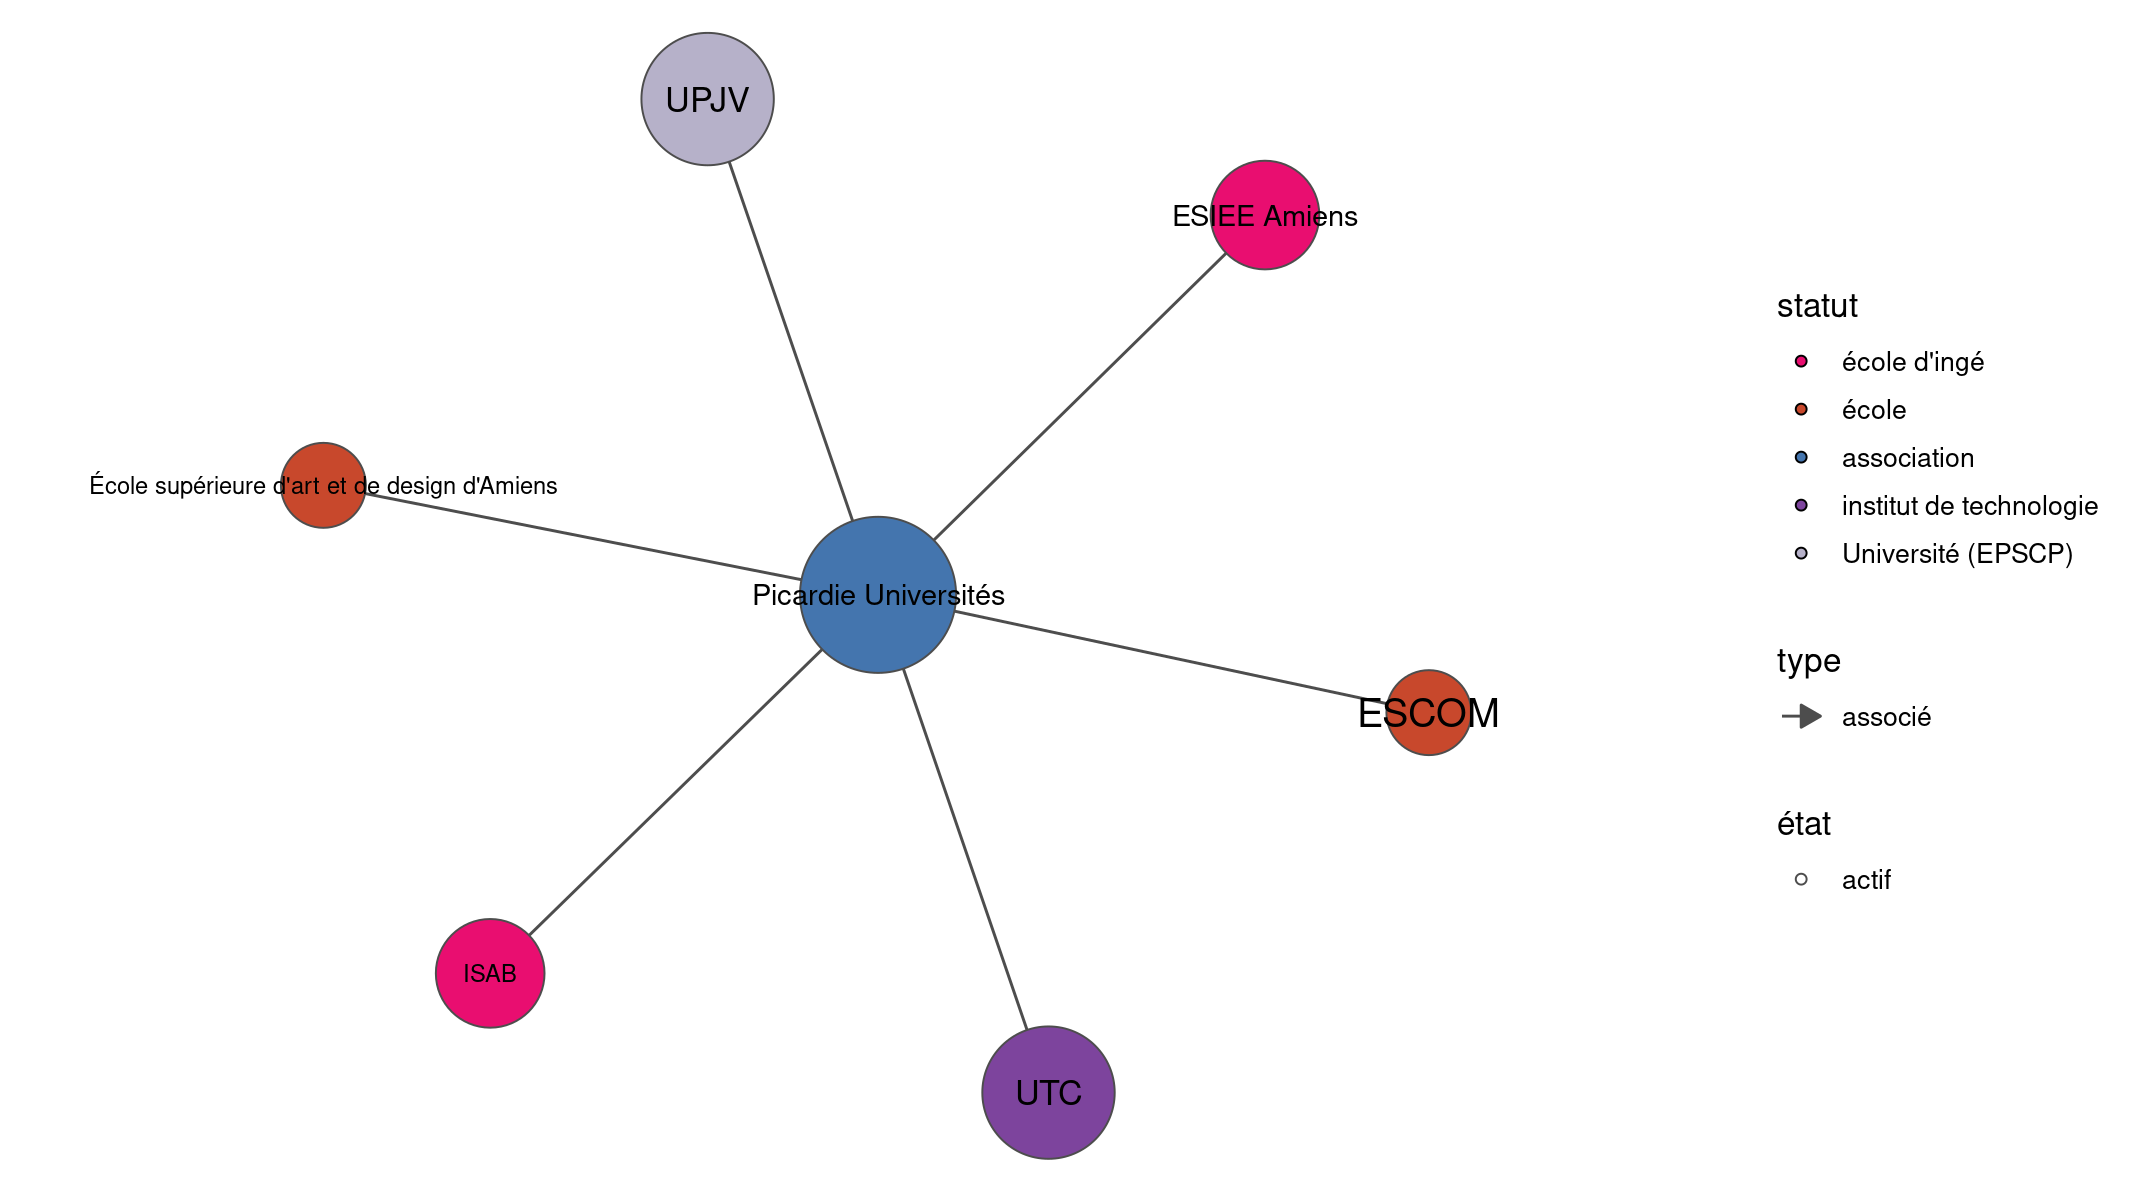 UPJV
ESIEE Amiens
École supérieure d'art et de design d'Amiens
Picardie Universités
ESCOM
ISAB
UTC
statut
école d'ingé
école
association
institut de technologie
Université (EPSCP)
type
associé
état
actif